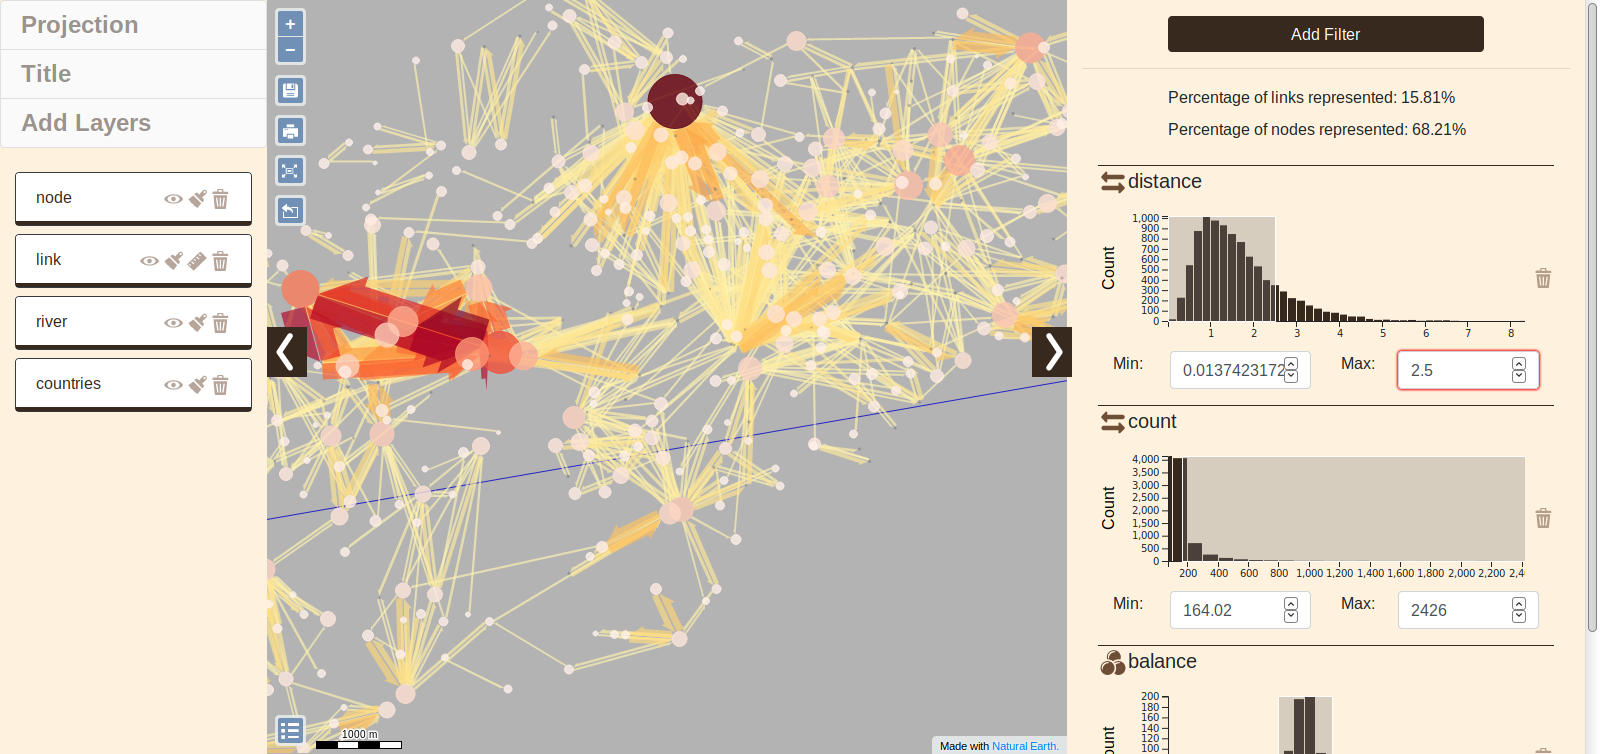 Projection
Title
Add Layers
node
link
river
countries
+
−
1000 m
Made with Natural Earth.
Add Filter
Percentage of links represented: 15.81%
Percentage of nodes represented: 68.21%
distance
Count
1,000
900
800
700
600
500
400
300
200
100
0
1 2 3 4 5 6 7 8
Min: 0.0137423172 Max: 2.5
count
Count
4,000
3,500
3,000
2,500
2,000
1,500
1,000
500
0
200 400 600 800 1,000 1,200 1,400 1,600 1,800 2,000 2,200 2,4
Min: 164.02 Max: 2426
balance
ount
200
180
160
140
120
100